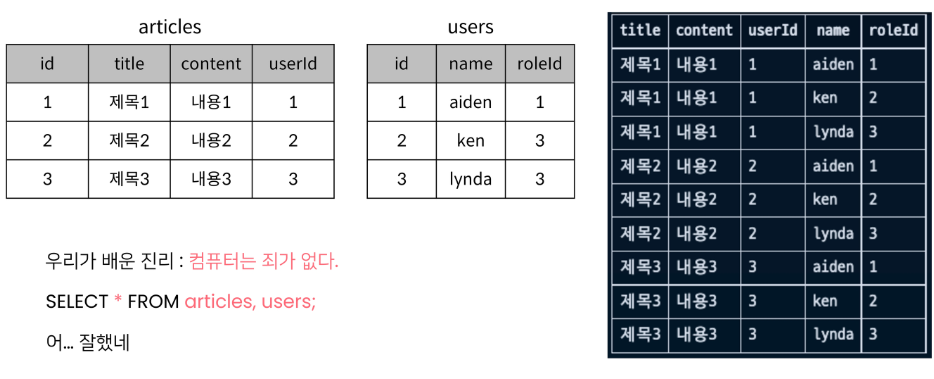 articles
id title content userId
1 제목1 내용1 1
2 제목2 내용2 2
3 제목3 내용3 3
users
id name roleId
1 aiden 1
2 ken 3
3 lynda 3
우리가 배운 진리 : 컴퓨터는 죄가 없다.
SELECT * FROM articles, users;
어... 잘했네
title content userId name roleId
제목1 내용1 1 aiden 1
제목1 내용1 1 ken 2
제목1 내용1 1 lynda 3
제목2 내용2 2 aiden 1
제목2 내용2 2 ken 2
제목2 내용2 2 lynda 3
제목3 내용3 3 aiden 1
제목3 내용3 3 ken 2
제목3 내용3 3 lynda 3